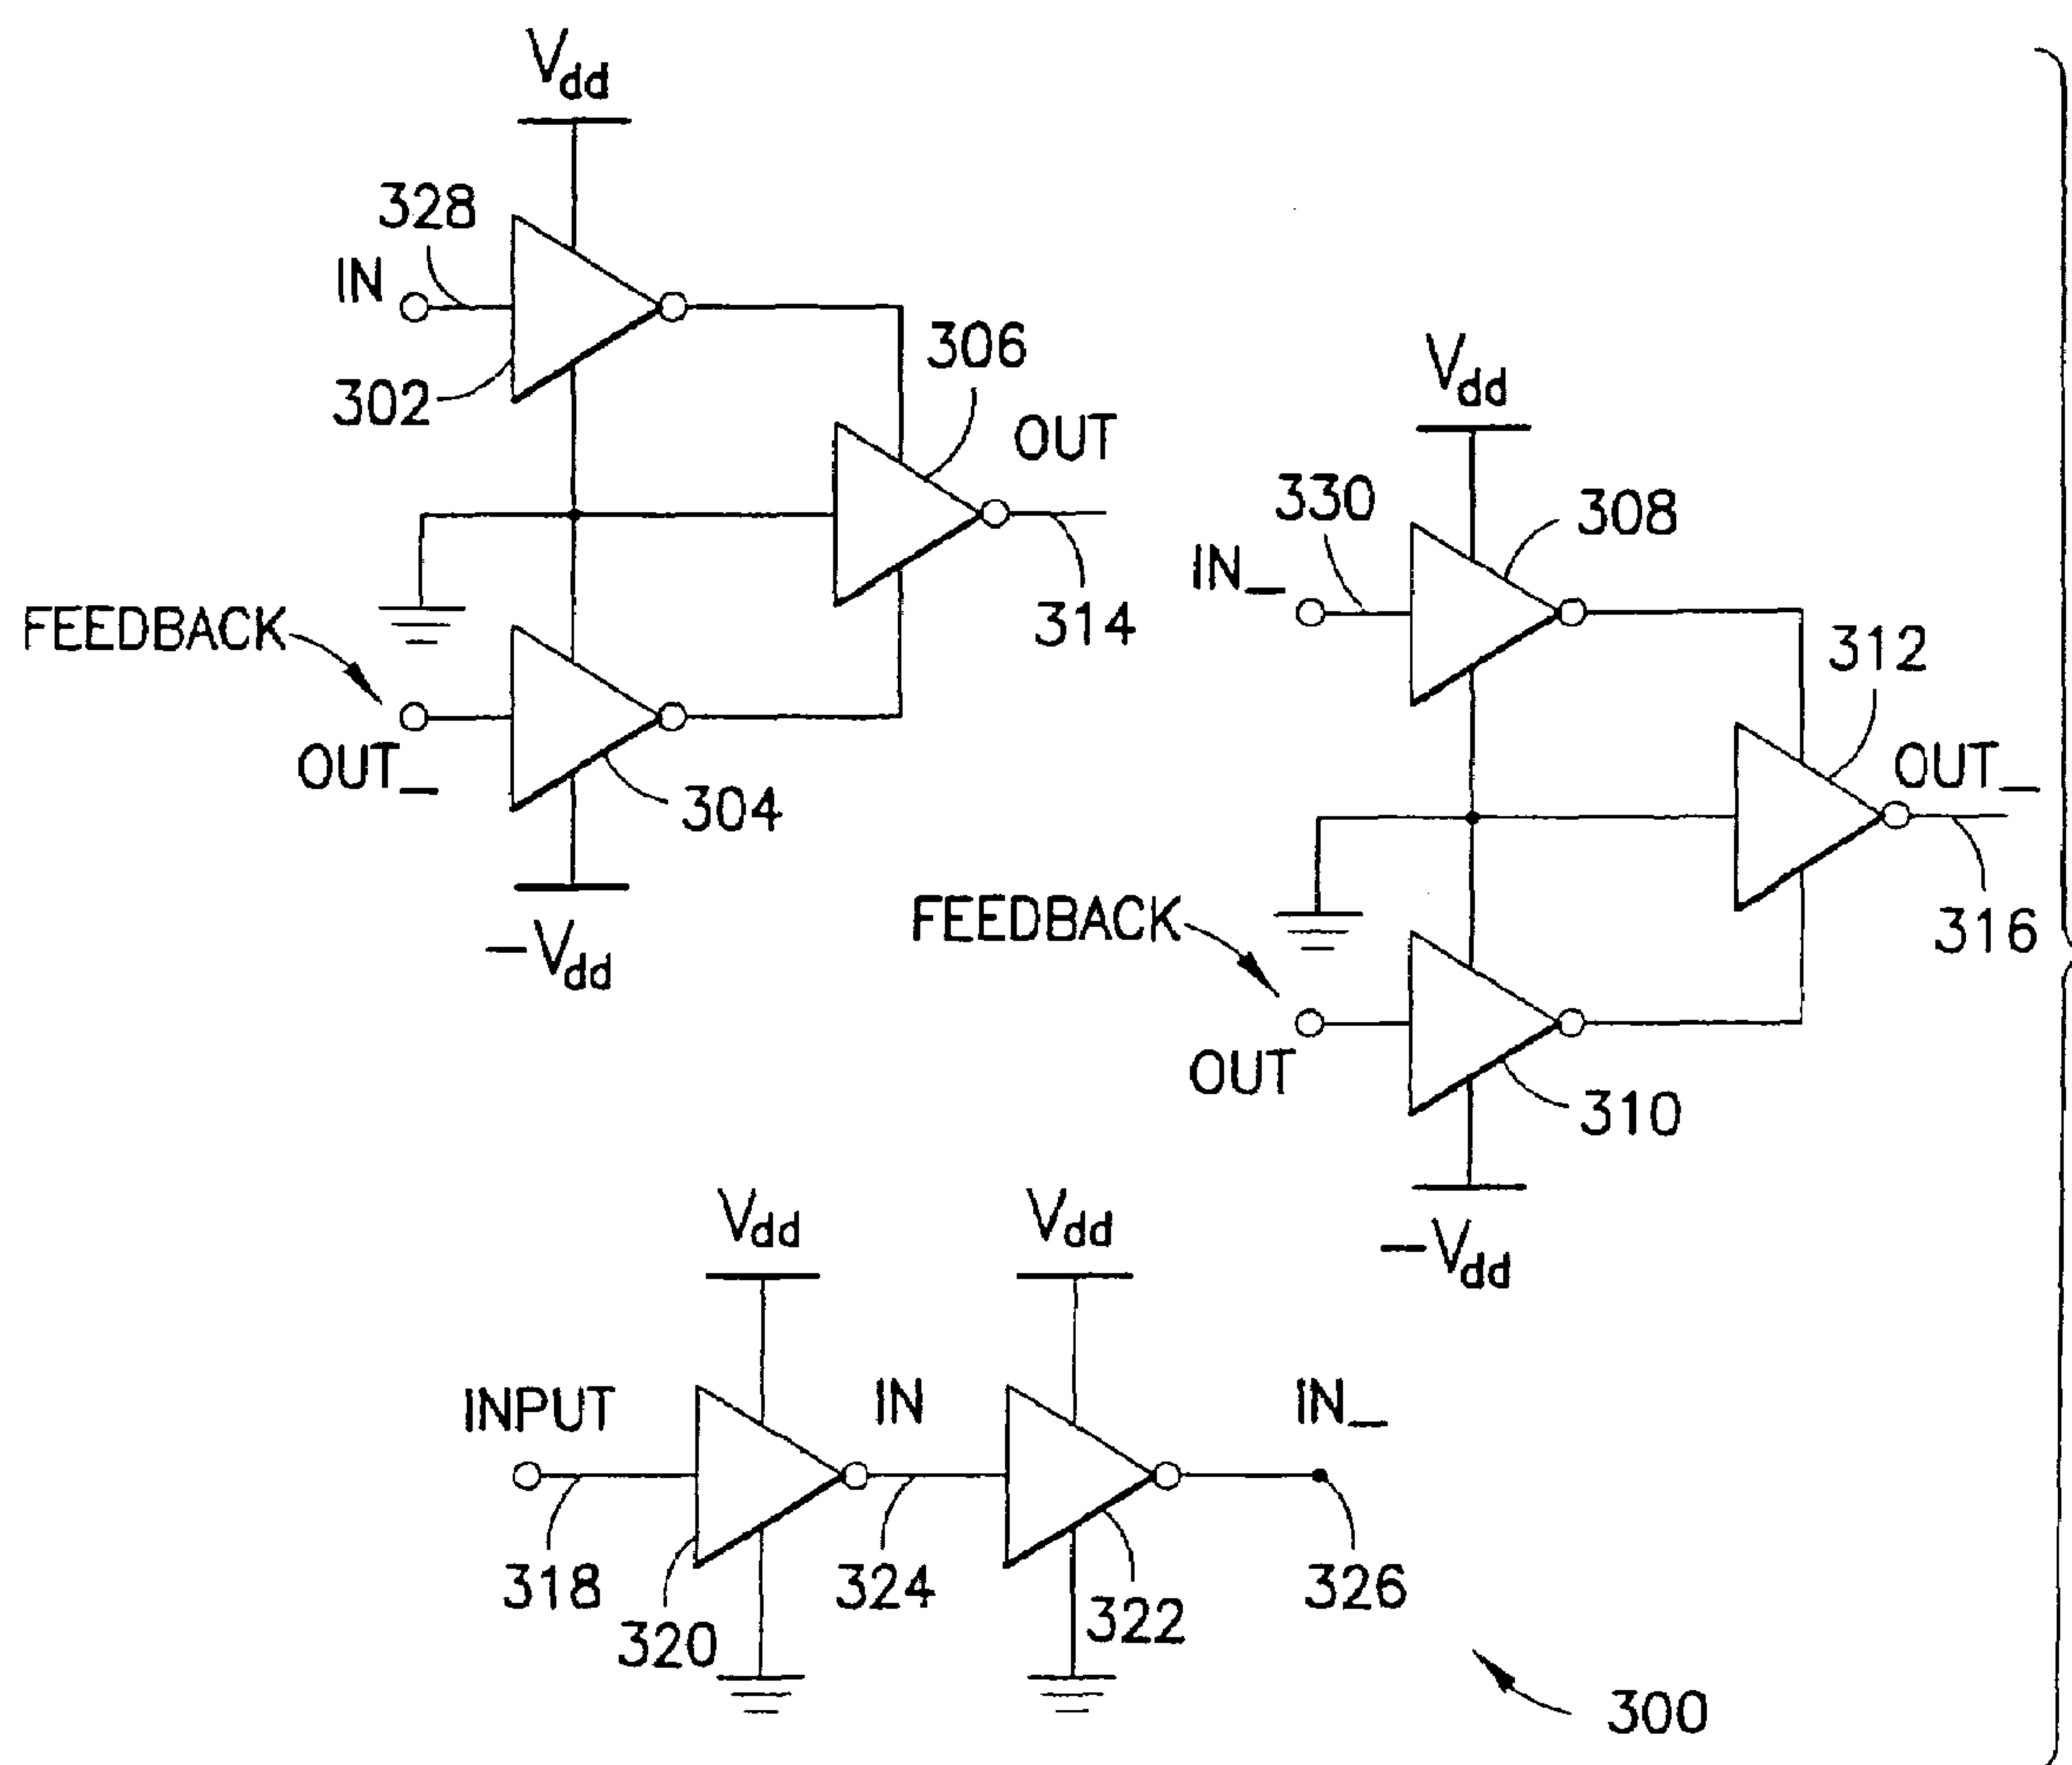 Vdd
328
IN
302
306
OUT
314
FEEDBACK
OUT_
304
-Vdd
Vdd
330
308
IN_
312
OUT_
316
FEEDBACK
OUT
310
-Vdd
Vdd
Vdd
INPUT
IN
IN_
318
320
324
322
326
300